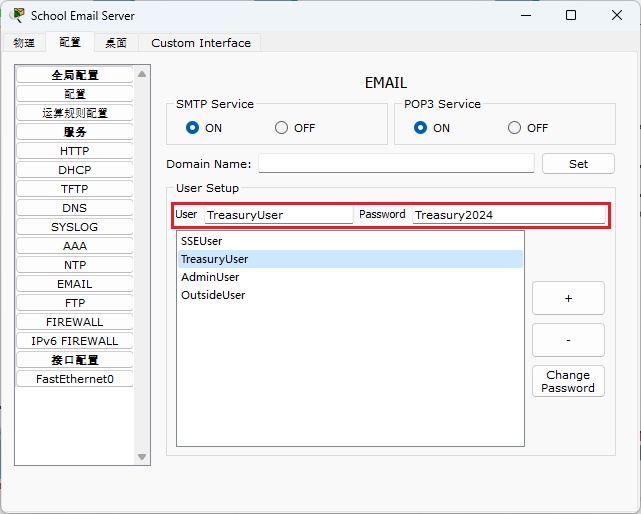 School Email Server
物理 配置 桌面 Custom Interface
全局配置
配置
运算规则配置
服务
HTTP
DHCP
TFTP
DNS
SYSLOG
AAA
NTP
EMAIL
FTP
FIREWALL
IPv6 FIREWALL
接口配置
FastEthernet0
EMAIL
SMTP Service
ON OFF
POP3 Service
ON OFF
Domain Name: Set
User Setup
User TreasuryUser Password Treasury2024
SSEUser
TreasuryUser
AdminUser
OutsideUser
+
-
Change
Password